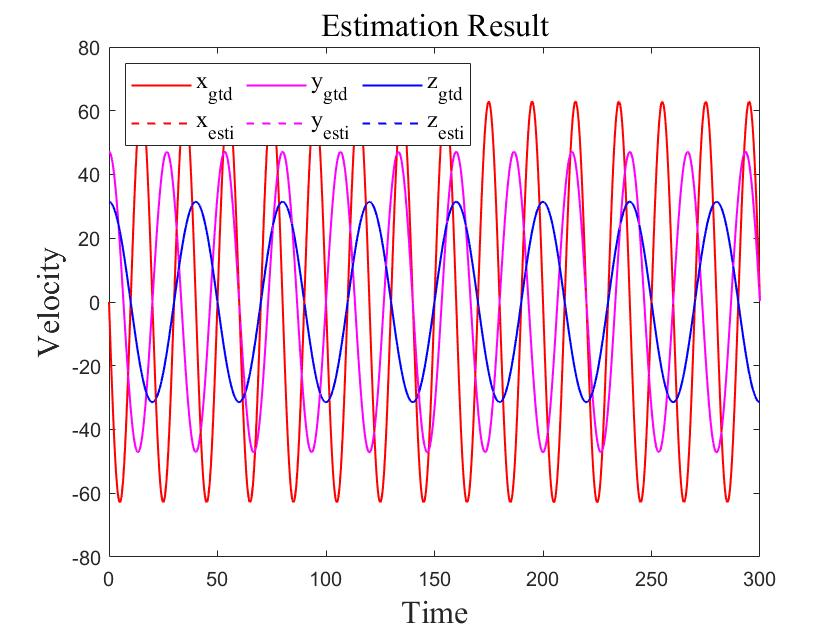 Estimation Result
80
60
40
20
0
-20
-40
-60
-80
Velocity
x_gtd y_gtd z_gtd
x_esti y_esti z_esti
0 50 100 150 200 250 300
Time